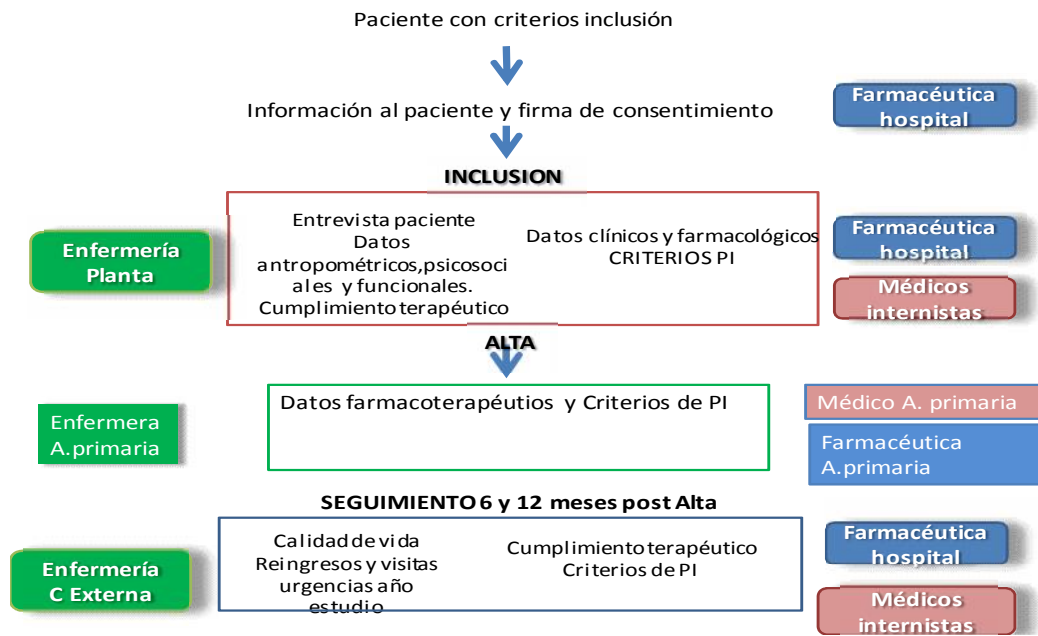 Paciente con criterios inclusión
Información al paciente y firma de consentimiento
Farmacéutica
hospital
INCLUSION
Enfermería
Planta
Entrevista paciente
Datos
antropométricos,psicosoci
ales y funcionales.
Cumplimiento terapéutico
Datos clínicos y farmacológicos
CRITERIOS PI
Farmacéutica
hospital
Médicos
internistas
ALTA
Enfermera
A.primaria
Datos farmacoterapéutios y Criterios de PI
Médico A. primaria
Farmacéutica
A.primaria
SEGUIMIENTO 6 y 12 meses post Alta
Enfermería
C Externa
Calidad de vida
Reingresos y visitas
urgencias año
estudio
Cumplimiento terapéutico
Criterios de PI
Farmacéutica
hospital
Médicos
internistas